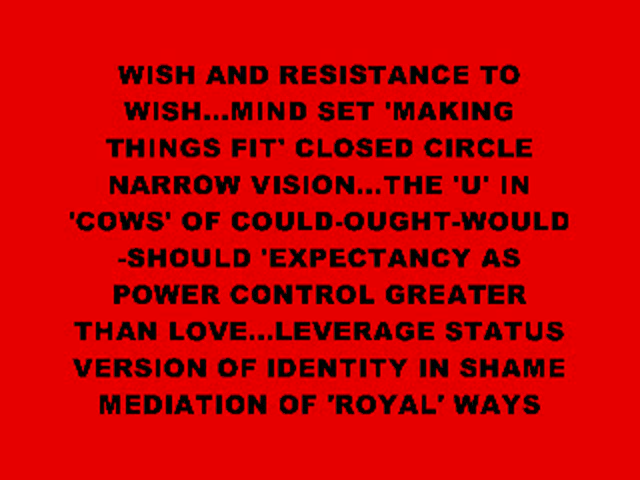 WISH AND RESISTANCE TO
WISH...MIND SET 'MAKING
THINGS FIT' CLOSED CIRCLE
NARROW VISION...THE 'U' IN
'COWS' OF COULD-OUGHT-WOULD
-SHOULD 'EXPECTANCY AS
POWER CONTROL GREATER
THAN LOVE...LEVERAGE STATUS
VERSION OF IDENTITY IN SHAME
MEDIATION OF 'ROYAL' WAYS